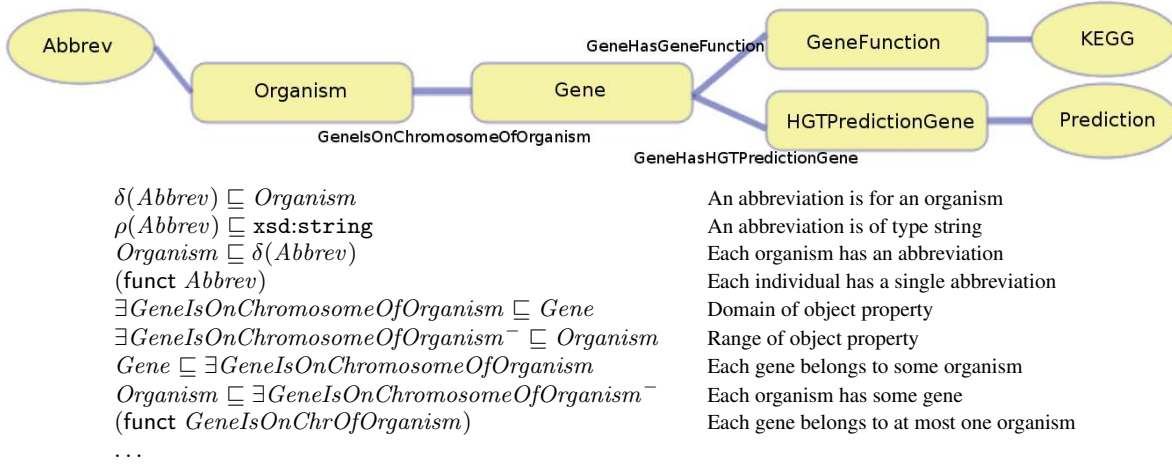 Abbrev
Organism
GeneIsOnChromosomeOfOrganism
Gene
GeneHasGeneFunction
GeneFunction
KEGG
HGTPredictionGene
Prediction
GeneHasHGTPredictionGene
δ(Abbrev) ⊑ Organism An abbreviation is for an organism
ρ(Abbrev) ⊑ xsd:string An abbreviation is of type string
Organism ⊑ δ(Abbrev) Each organism has an abbreviation
(funct Abbrev) Each individual has a single abbreviation
∃GeneIsOnChromosomeOfOrganism ⊑ Gene Domain of object property
∃GeneIsOnChromosomeOfOrganism⁻ ⊑ Organism Range of object property
Gene ⊑ ∃GeneIsOnChromosomeOfOrganism Each gene belongs to some organism
Organism ⊑ ∃GeneIsOnChromosomeOfOrganism⁻ Each organism has some gene
(funct GeneIsOnChrOfOrganism) Each gene belongs to at most one organism
...